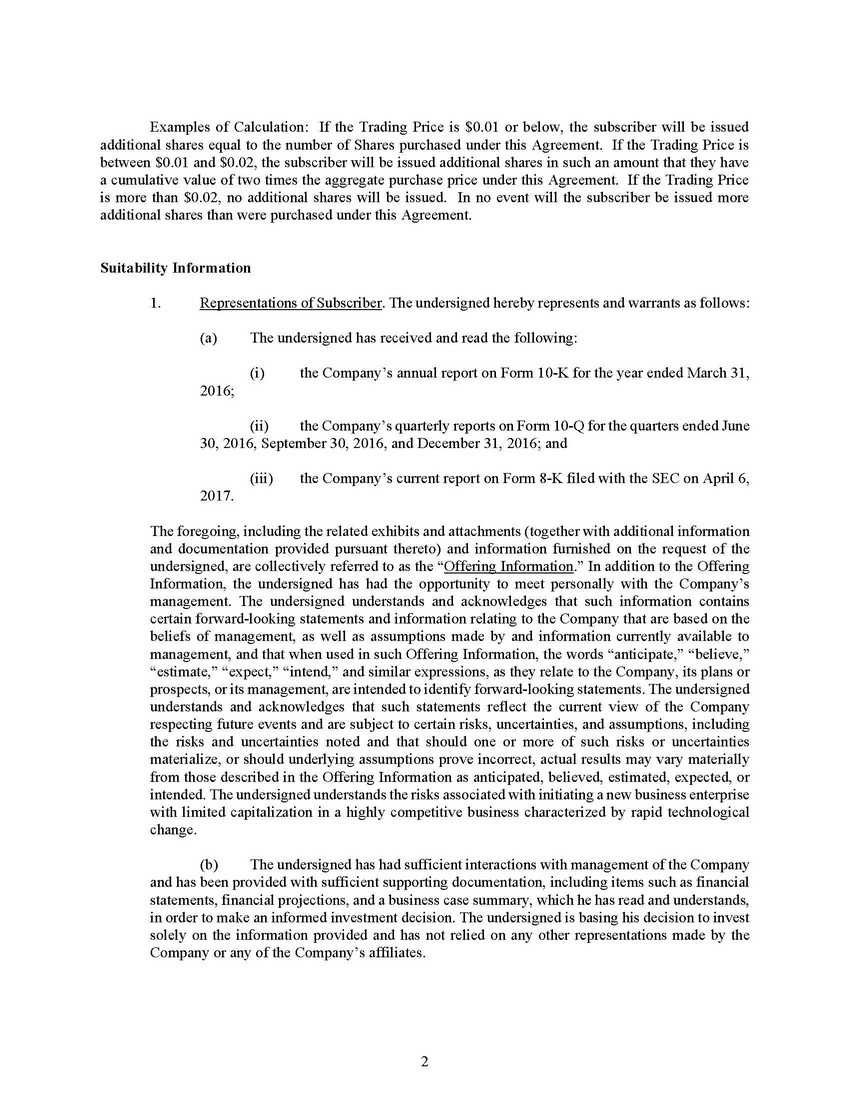 Examples of Calculation: If the Trading Price is $0.01 or below, the subscriber will be issued
additional shares equal to the number of Shares purchased under this Agreement. If the Trading Price is
between $0.01 and $0.02, the subscriber will be issued additional shares in such an amount that they have
a cumulative value of two times the aggregate purchase price under this Agreement. If the Trading Price
is more than $0.02, no additional shares will be issued. In no event will the subscriber be issued more
additional shares than were purchased under this Agreement.
Suitability Information
1. Representations of Subscriber. The undersigned hereby represents and warrants as follows:
(a) The undersigned has received and read the following:
(i) the Company’s annual report on Form 10-K for the year ended March 31,
2016;
(ii) the Company’s quarterly reports on Form 10-Q for the quarters ended June
30, 2016, September 30, 2016, and December 31, 2016; and
(iii) the Company’s current report on Form 8-K filed with the SEC on April 6,
2017.
The foregoing, including the related exhibits and attachments (together with additional information
and documentation provided pursuant thereto) and information furnished on the request of the
undersigned, are collectively referred to as the “Offering Information.” In addition to the Offering
Information, the undersigned has had the opportunity to meet personally with the Company’s
management. The undersigned understands and acknowledges that such information contains
certain forward-looking statements and information relating to the Company that are based on the
beliefs of management, as well as assumptions made by and information currently available to
management, and that when used in such Offering Information, the words “anticipate,” “believe,”
“estimate,” “expect,” “intend,” and similar expressions, as they relate to the Company, its plans or
prospects, or its management, are intended to identify forward-looking statements. The undersigned
understands and acknowledges that such statements reflect the current view of the Company
respecting future events and are subject to certain risks, uncertainties, and assumptions, including
the risks and uncertainties noted and that should one or more of such risks or uncertainties
materialize, or should underlying assumptions prove incorrect, actual results may vary materially
from those described in the Offering Information as anticipated, believed, estimated, expected, or
intended. The undersigned understands the risks associated with initiating a new business enterprise
with limited capitalization in a highly competitive business characterized by rapid technological
change.
(b) The undersigned has had sufficient interactions with management of the Company
and has been provided with sufficient supporting documentation, including items such as financial
statements, financial projections, and a business case summary, which he has read and understands,
in order to make an informed investment decision. The undersigned is basing his decision to invest
solely on the information provided and has not relied on any other representations made by the
Company or any of the Company’s affiliates.
2